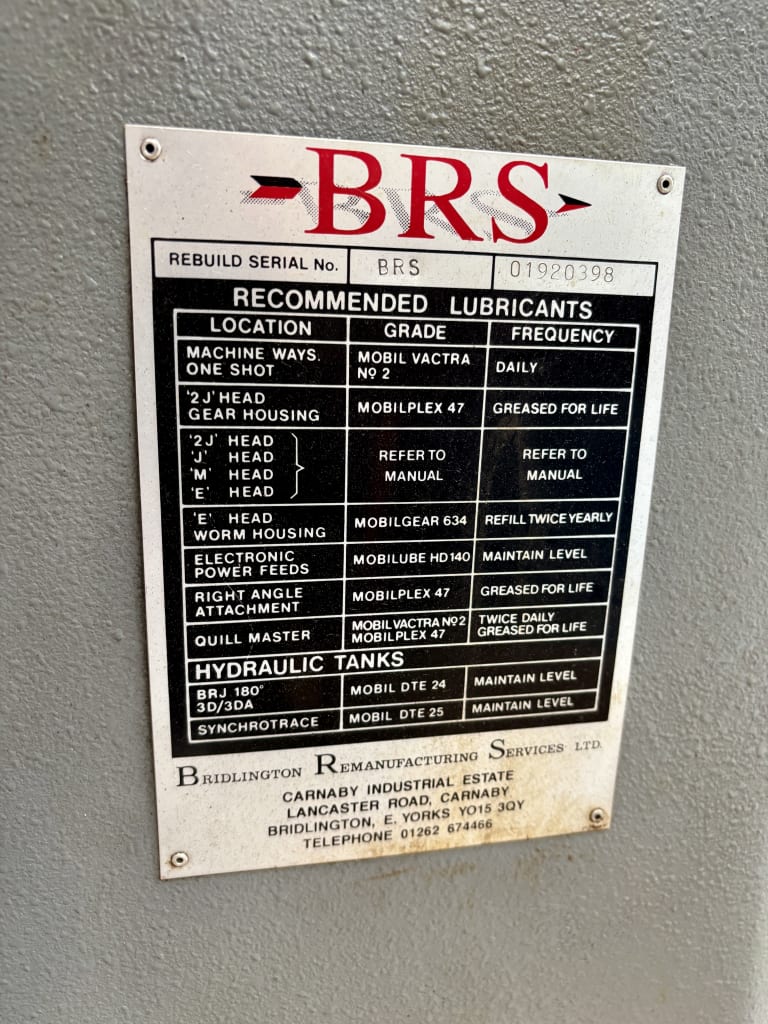 BRS
REBUILD SERIAL No. BRS 01920398
RECOMMENDED LUBRICANTS
LOCATION GRADE FREQUENCY
MACHINE WAYS. ONE SHOT MOBIL VACTRA Nº 2 DAILY
'2J' HEAD GEAR HOUSING MOBILPLEX 47 GREASED FOR LIFE
'2J' HEAD
'J' HEAD
'M' HEAD
'E' HEAD
REFER TO MANUAL REFER TO MANUAL
'E' HEAD WORM HOUSING MOBILGEAR 634 REFILL TWICE YEARLY
ELECTRONIC POWER FEEDS MOBILUBE HD140 MAINTAIN LEVEL
RIGHT ANGLE ATTACHMENT MOBILPLEX 47 GREASED FOR LIFE
QUILL MASTER MOBIL VACTRA Nº2 MOBILPLEX 47 TWICE DAILY GREASED FOR LIFE
HYDRAULIC TANKS
BRJ 180° 3D/3DA MOBIL DTE 24 MAINTAIN LEVEL
SYNCHROTRACE MOBIL DTE 25 MAINTAIN LEVEL
BRIDLINGTON REMANUFACTURING SERVICES LTD.
CARNABY INDUSTRIAL ESTATE
LANCASTER ROAD, CARNABY
BRIDLINGTON, E. YORKS YO15 3QY
TELEPHONE 01262 674466